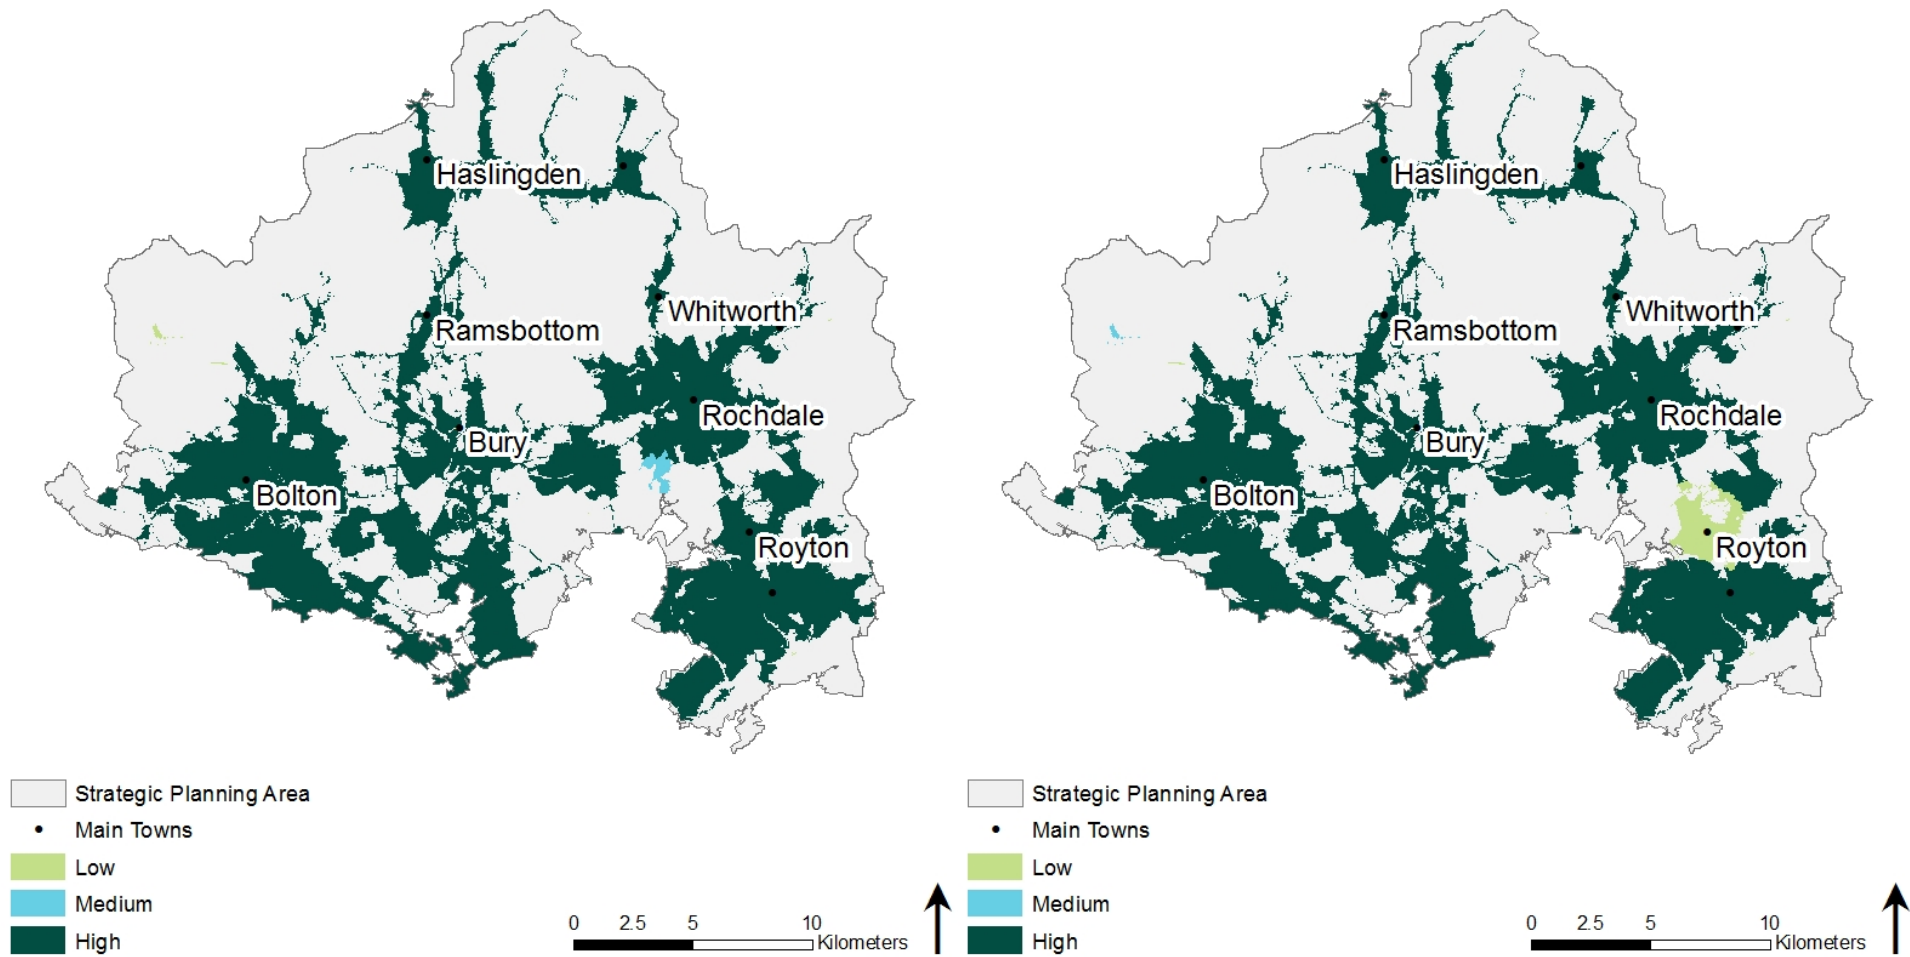 Haslingden
Whitworth
Ramsbottom
Rochdale
Bury
Bolton
Royton
Strategic Planning Area
Main Towns
Low
Medium
High
0 2.5 5 10
Kilometers
Haslingden
Whitworth
Ramsbottom
Rochdale
Bury
Bolton
Royton
Strategic Planning Area
Main Towns
Low
Medium
High
0 2.5 5 10
Kilometers